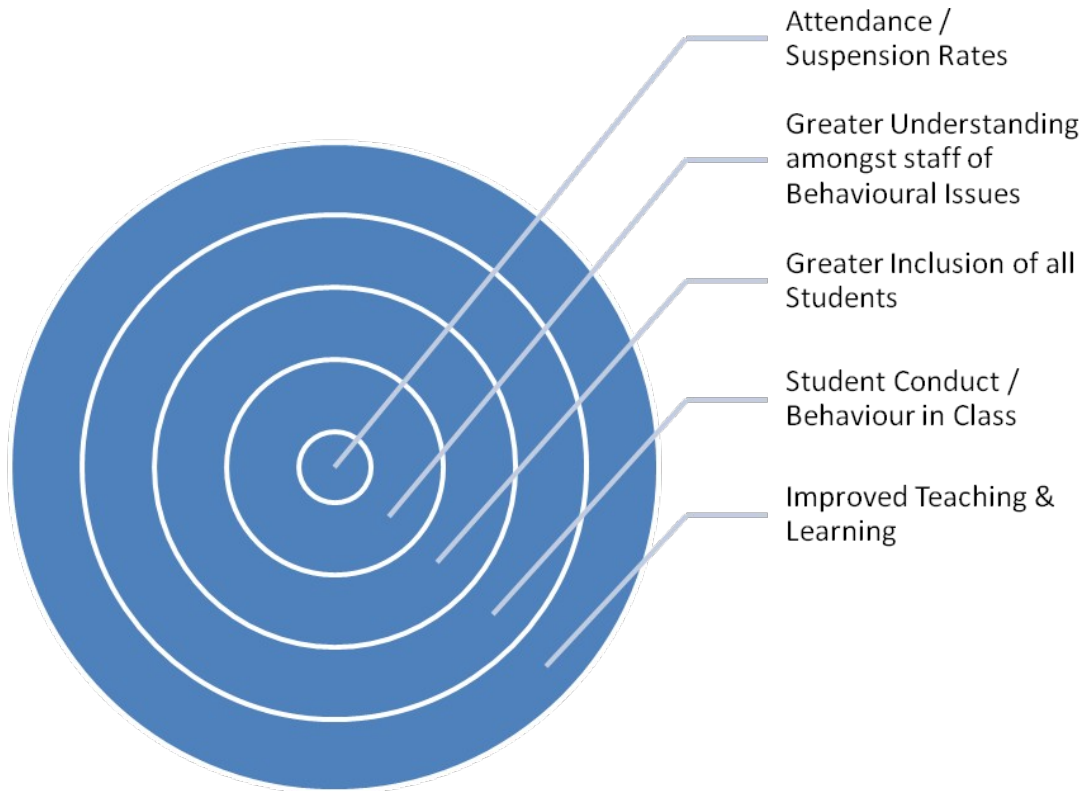 Attendance /
Suspension Rates
Greater Understanding
amongst staff of
Behavioural Issues
Greater Inclusion of all
Students
Student Conduct /
Behaviour in Class
Improved Teaching &
Learning